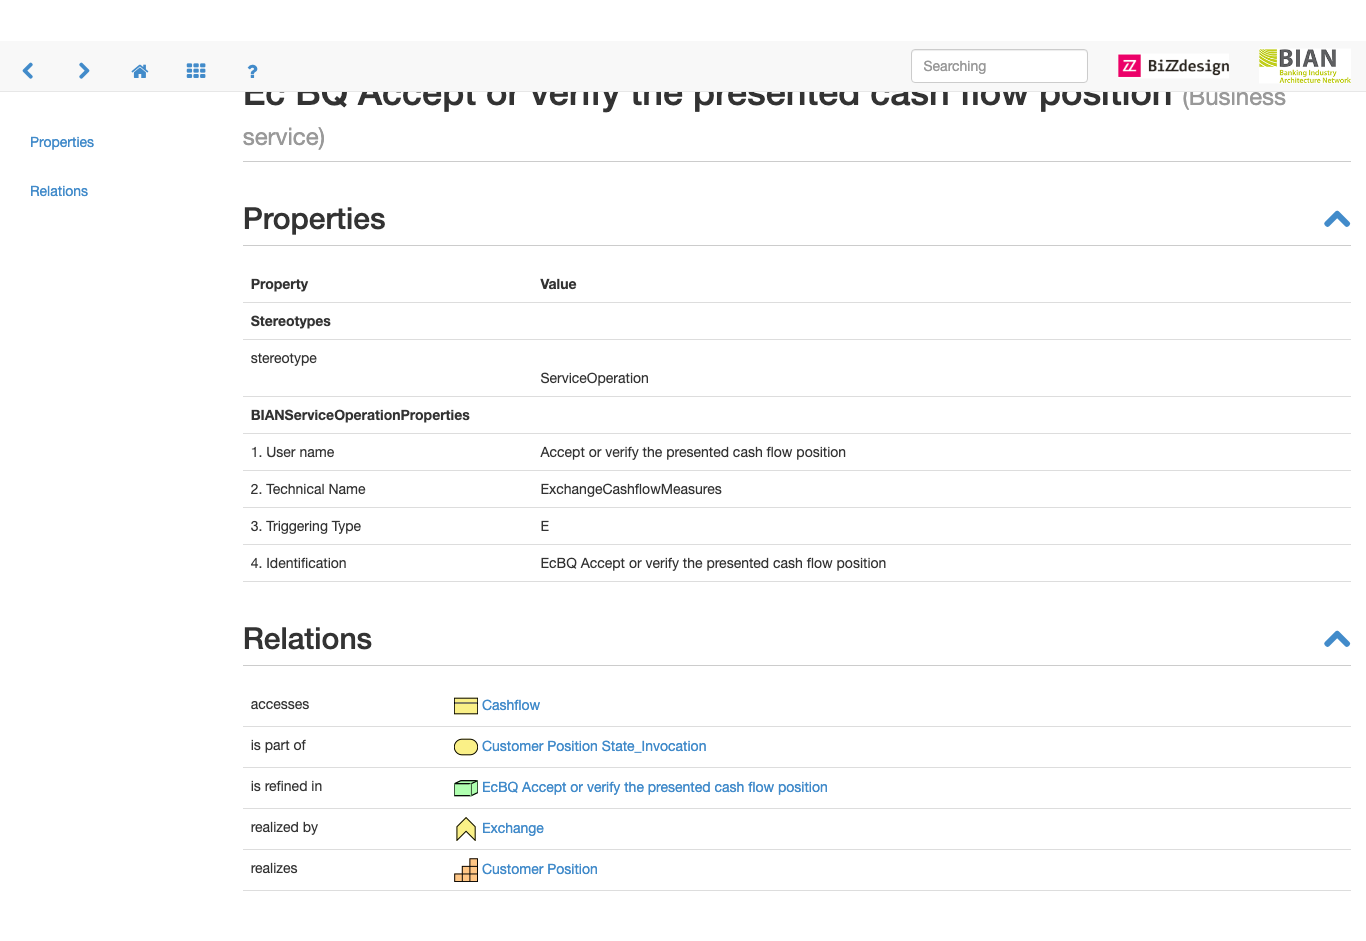 ?
Searching
BiZZdesign
BIAN
Banking Industry
Architecture Network
Ec BQ Accept or verify the presented cash flow position (Business
service)
Properties
Relations
Properties
Property Value
Stereotypes
stereotype
ServiceOperation
BIANServiceOperationProperties
1. User name Accept or verify the presented cash flow position
2. Technical Name ExchangeCashflowMeasures
3. Triggering Type E
4. Identification EcBQ Accept or verify the presented cash flow position
Relations
accesses Cashflow
is part of Customer Position State_Invocation
is refined in EcBQ Accept or verify the presented cash flow position
realized by Exchange
realizes Customer Position